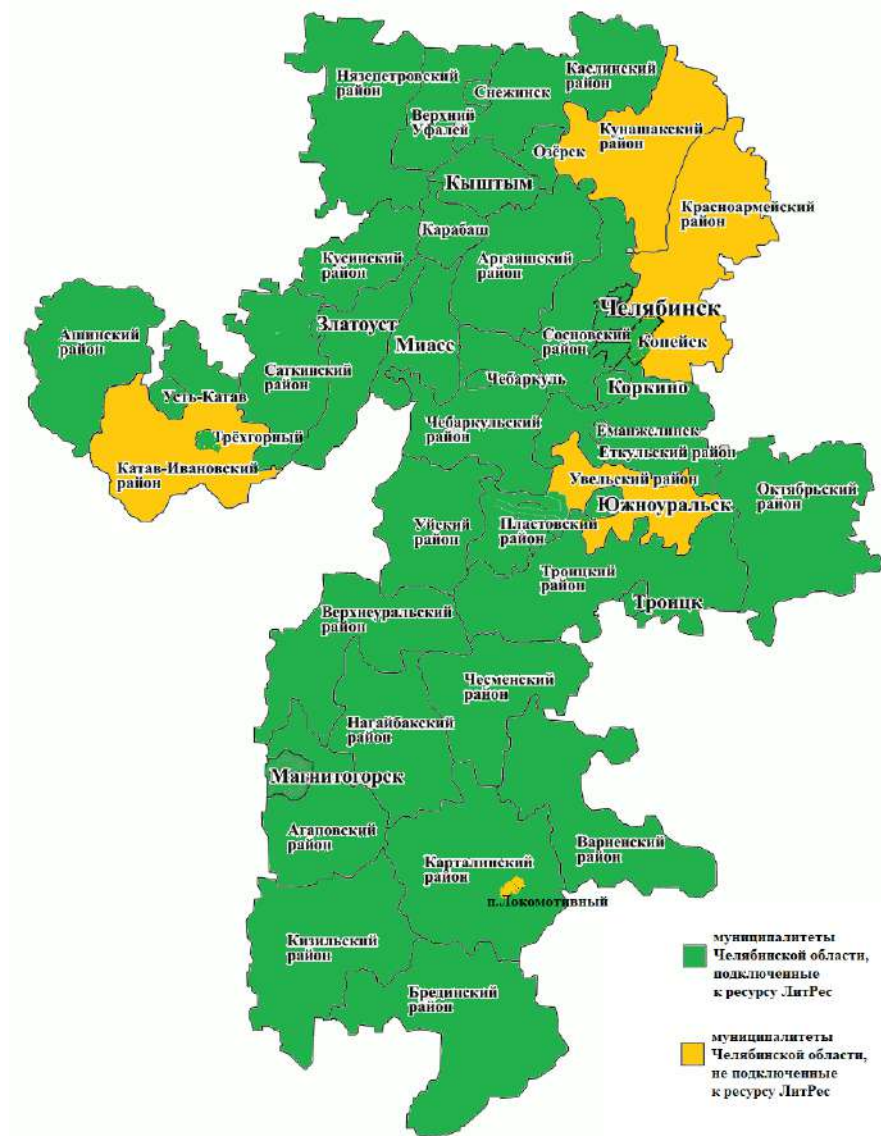 Нязепетровский
район
Снежинск
Каслинский
район
Верхний
Уфалей
Озёрск
Кунашакский
район
Кыштым
Красноармейский
район
Карабаш
Аргаяшский
район
Кусинский
район
Златоуст
Миасс
Челябинск
Сосновский
район
Копейск
Ашинский
район
Саткинский
район
Чебаркуль
Коркино
Усть-Катав
Трёхгорный
Катав-Ивановский
район
Чебаркульский
район
Еманжелинск
Еткульский район
Увельский район
Южноуральск
Октябрьский
район
Уйский
район
Пластовский
район
Троицкий
район
Троицк
Верхнеуральский
район
Чесменский
район
Нагайбакский
район
Магнитогорск
Агаповский
район
Карталинский
район
Варненский
район
п.Локомотивный
Кизильский
район
Брединский
район
муниципалитеты
Челябинской области,
подключенные
к ресурсу ЛитРес
муниципалитеты
Челябинской области,
не подключенные
к ресурсу ЛитРес